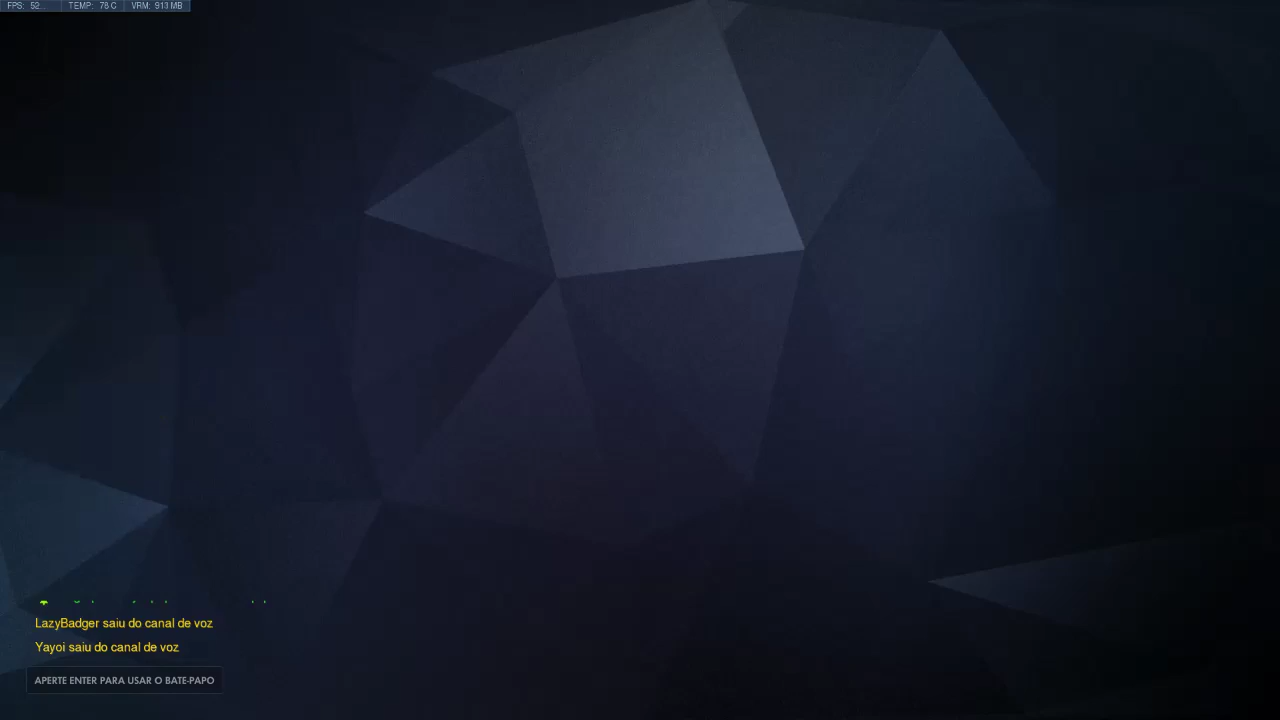 FPS: 52... TEMP: 78 C VRM: 913 MB
LazyBadger saiu do canal de voz
Yayoi saiu do canal de voz
APERTE ENTER PARA USAR O BATE-PAPO